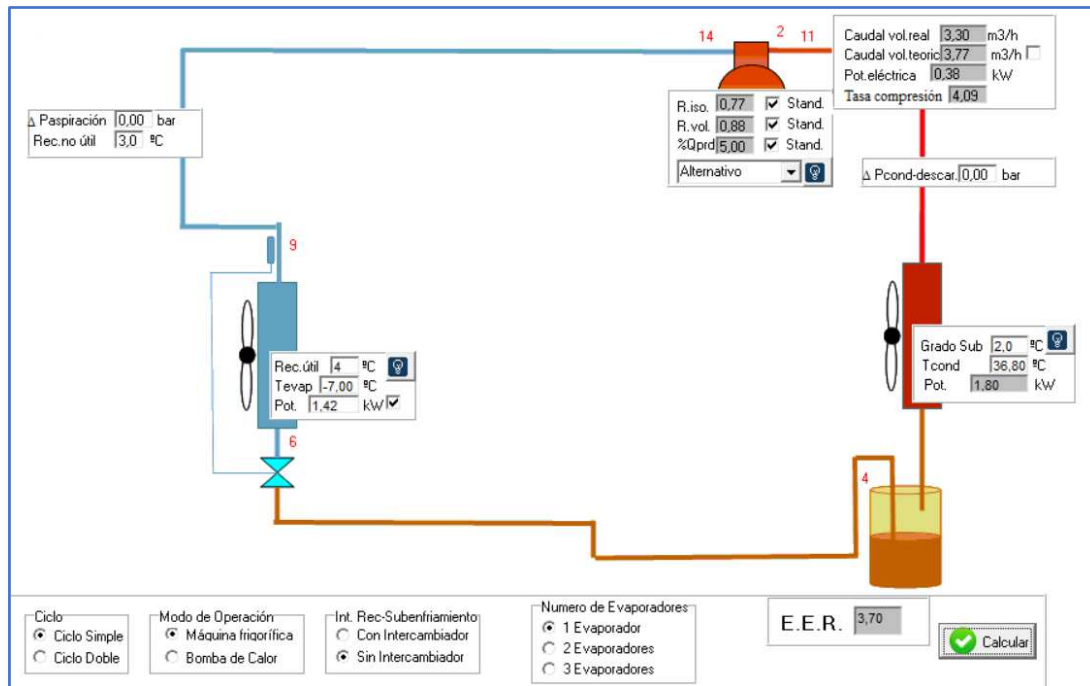 14
2
11
Caudal vol.real 3,30 m3/h
Caudal vol.teoric 3,77 m3/h
Pot.eléctrica 0,38 kW
Tasa compresión 4,09
Δ Paspiración 0,00 bar
Rec.no útil 3,0 ºC
R.iso. 0,77 Stand.
R.vol. 0,88 Stand.
%Qprd 5,00 Stand.
Alternativo
Δ Pcond-descar. 0,00 bar
9
Rec.útil 4 ºC
Tevap -7,00 ºC
Pot. 1,42 kW
Grado Sub 2,0 ºC
Tcond 36,80 ºC
Pot. 1,80 kW
6
4
Ciclo
Ciclo Simple
Ciclo Doble
Modo de Operación
Máquina frigorífica
Bomba de Calor
Int. Rec-Subenfriamiento
Con Intercambiador
Sin Intercambiador
Numero de Evaporadores
1 Evaporador
2 Evaporadores
3 Evaporadores
E.E.R. 3,70
Calcular